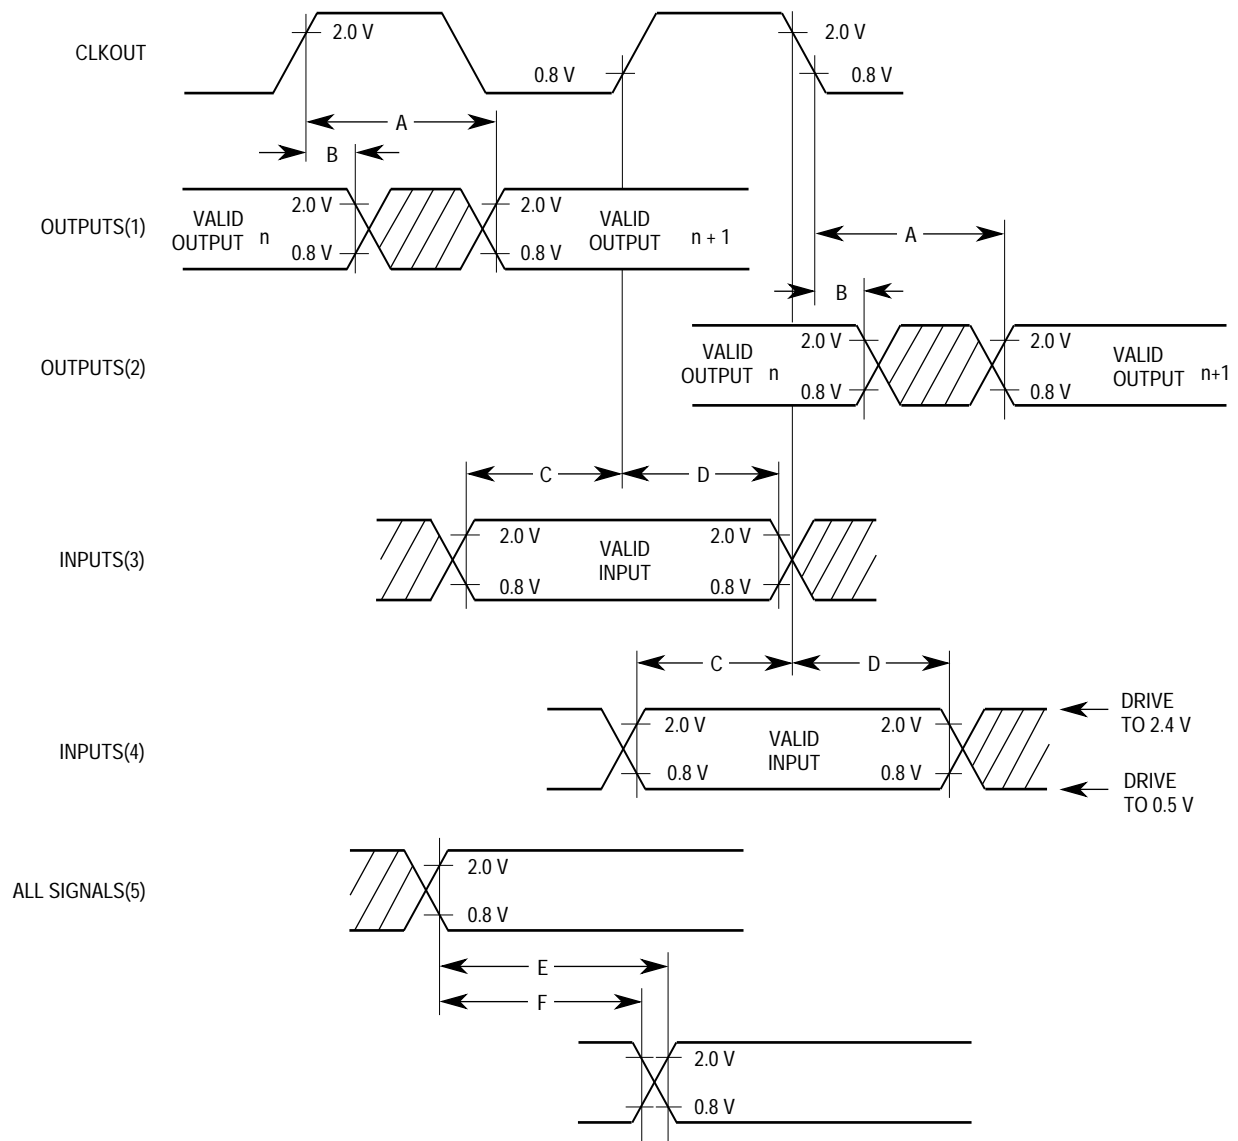 2.0 V
2.0 V
CLKOUT
0.8 V
0.8 V
A
B
2.0 V
2.0 V
OUTPUTS(1)
VALID
OUTPUT n
VALID
OUTPUT n + 1
0.8 V
0.8 V
A
B
2.0 V
2.0 V
OUTPUTS(2)
VALID
OUTPUT n
VALID
OUTPUT n+1
0.8 V
0.8 V
C
D
2.0 V
2.0 V
INPUTS(3)
VALID
INPUT
0.8 V
0.8 V
C
D
DRIVE
TO 2.4 V
2.0 V
2.0 V
INPUTS(4)
VALID
INPUT
0.8 V
0.8 V
DRIVE
TO 0.5 V
2.0 V
ALL SIGNALS(5)
0.8 V
E
F
2.0 V
0.8 V